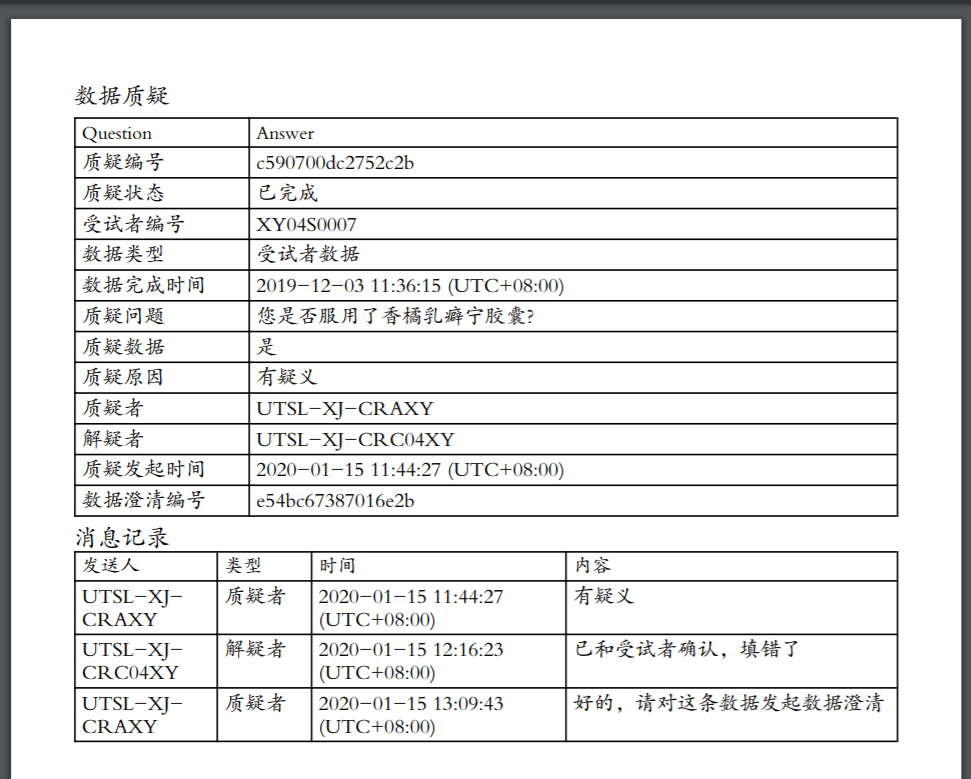 数据质疑
Question Answer
质疑编号 c590700dc2752c2b
质疑状态 已完成
受试者编号 XY04S0007
数据类型 受试者数据
数据完成时间 2019-12-03 11:36:15 (UTC+08:00)
质疑问题 您是否服用了香橘乳癖宁胶囊?
质疑数据 是
质疑原因 有疑义
质疑者 UTSL-XJ-CRAXY
解疑者 UTSL-XJ-CRC04XY
质疑发起时间 2020-01-15 11:44:27 (UTC+08:00)
数据澄清编号 e54bc67387016e2b
消息记录
发送人 类型 时间 内容
UTSL-XJ- 质疑者 2020-01-15 11:44:27 有疑义
CRAXY (UTC+08:00)
UTSL-XJ- 解疑者 2020-01-15 12:16:23 已和受试者确认，填错了
CRC04XY (UTC+08:00)
UTSL-XJ- 质疑者 2020-01-15 13:09:43 好的，请对这条数据发起数据澄清
CRAXY (UTC+08:00)